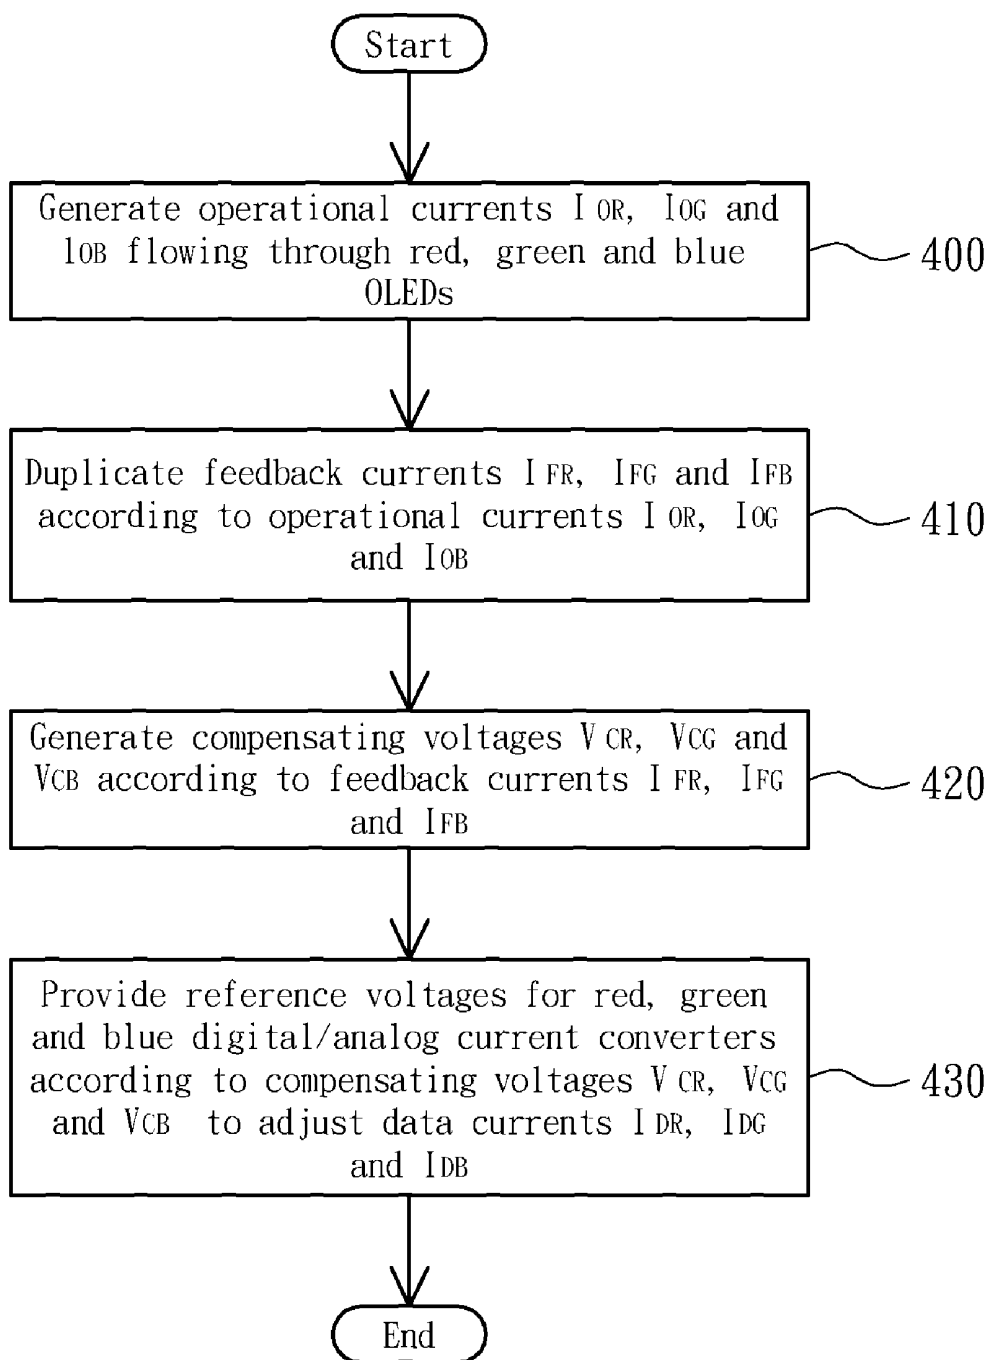 Start
Generate operational currents I OR, IOG and
lOB flowing through red, green and blue
OLEDs
400
Duplicate feedback currents I FR, IFG and IFB
according to operational currents I OR, IOG
and IOB
410
Generate compensating voltages V CR, VCG and
VCB according to feedback currents I FR, IFG
and IFB
420
Provide reference voltages for red, green
and blue digital/analog current converters
according to compensating voltages V CR, VCG
and VCB to adjust data currents I DR, IDG
and IDB
430
End